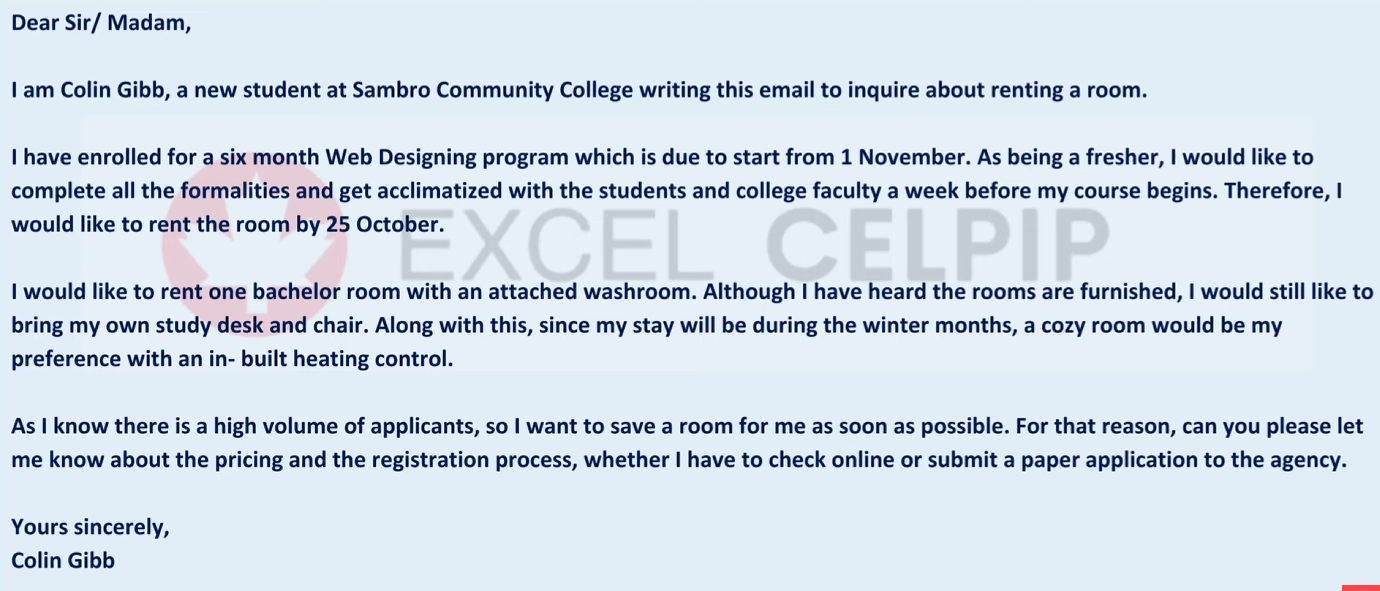 Dear Sir/ Madam,
I am Colin Gibb, a new student at Sambro Community College writing this email to inquire about renting a room.
I have enrolled for a six month Web Designing program which is due to start from 1 November. As being a fresher, I would like to
complete all the formalities and get acclimatized with the students and college faculty a week before my course begins. Therefore, I
would like to rent the room by 25 October.
EXCEL CELPIP
I would like to rent one bachelor room with an attached washroom. Although I have heard the rooms are furnished, I would still like to
bring my own study desk and chair. Along with this, since my stay will be during the winter months, a cozy room would be my
preference with an in- built heating control.
As I know there is a high volume of applicants, so I want to save a room for me as soon as possible. For that reason, can you please let
me know about the pricing and the registration process, whether I have to check online or submit a paper application to the agency.
Yours sincerely,
Colin Gibb